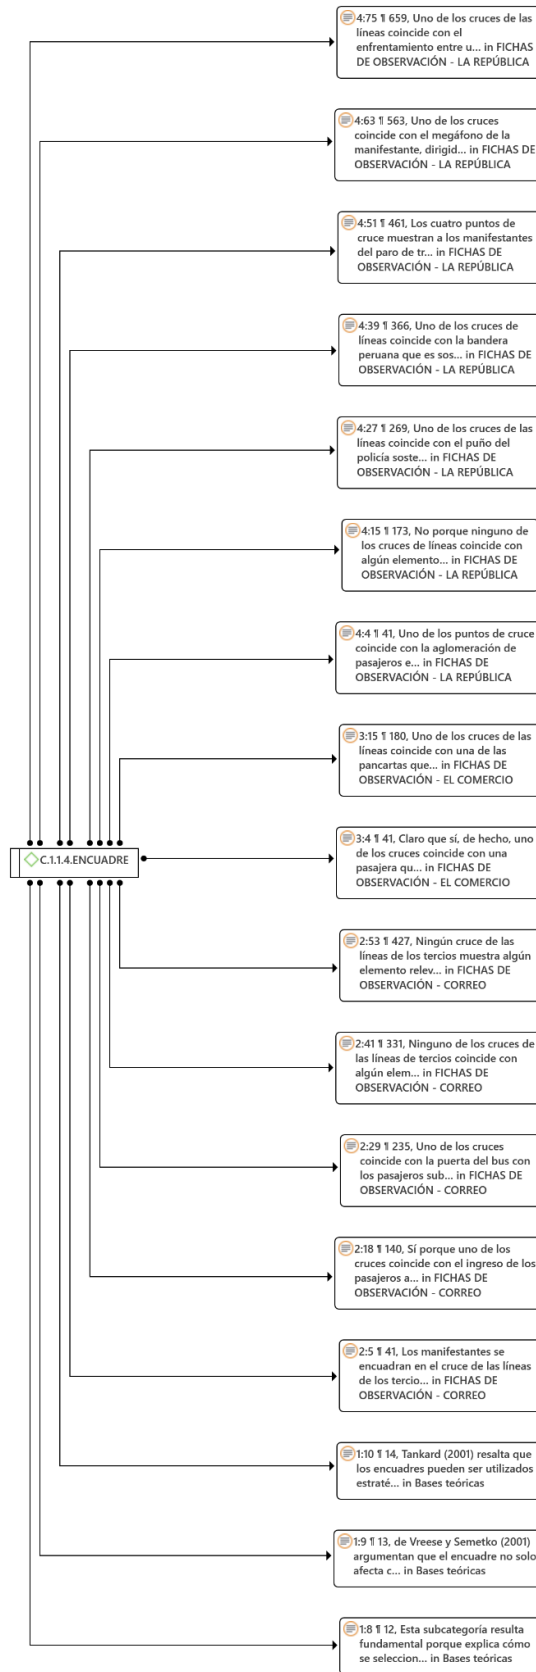 4:75 ¶ 659, Uno de los cruces de las
líneas coincide con el
enfrentamiento entre u... in FICHAS
DE OBSERVACIÓN - LA REPÚBLICA
4:63 ¶ 563, Uno de los cruces
coincide con el megáfono de la
manifestante, dirigid... in FICHAS DE
OBSERVACIÓN - LA REPÚBLICA
4:51 ¶ 461, Los cuatro puntos de
cruce muestran a los manifestantes
del paro de tr... in FICHAS DE
OBSERVACIÓN - LA REPÚBLICA
4:39 ¶ 366, Uno de los cruces de
líneas coincide con la bandera
peruana que es sos... in FICHAS DE
OBSERVACIÓN - LA REPÚBLICA
4:27 ¶ 269, Uno de los cruces de las
líneas coincide con el puño del
policía soste... in FICHAS DE
OBSERVACIÓN - LA REPÚBLICA
4:15 ¶ 173, No porque ninguno de
los cruces de líneas coincide con
algún elemento... in FICHAS DE
OBSERVACIÓN - LA REPÚBLICA
4:4 ¶ 41, Uno de los puntos de cruce
coincide con la aglomeración de
pasajeros e... in FICHAS DE
OBSERVACIÓN - LA REPÚBLICA
3:15 ¶ 180, Uno de los cruces de las
líneas coincide con una de las
pancartas que... in FICHAS DE
OBSERVACIÓN - EL COMERCIO
C.1.1.4.ENCUADRE
3:4 ¶ 41, Claro que sí, de hecho, uno
de los cruces coincide con una
pasajera qu... in FICHAS DE
OBSERVACIÓN - EL COMERCIO
2:53 ¶ 427, Ningún cruce de las
líneas de los tercios muestra algún
elemento relev... in FICHAS DE
OBSERVACIÓN - CORREO
2:41 ¶ 331, Ninguno de los cruces de
las líneas de tercios coincide con
algún elem... in FICHAS DE
OBSERVACIÓN - CORREO
2:29 ¶ 235, Uno de los cruces
coincide con la puerta del bus con
los pasajeros sub... in FICHAS DE
OBSERVACIÓN - CORREO
2:18 ¶ 140, Sí porque uno de los
cruces coincide con el ingreso de los
pasajeros a... in FICHAS DE
OBSERVACIÓN - CORREO
2:5 ¶ 41, Los manifestantes se
encuadran en el cruce de las líneas
de los tercio... in FICHAS DE
OBSERVACIÓN - CORREO
1:10 ¶ 14, Tankard (2001) resalta que
los encuadres pueden ser utilizados
estraté... in Bases teóricas
1:9 ¶ 13, de Vreese y Semetko (2001)
argumentan que el encuadre no solo
afecta c... in Bases teóricas
1:8 ¶ 12, Esta subcategoría resulta
fundamental porque explica cómo
se seleccion... in Bases teóricas